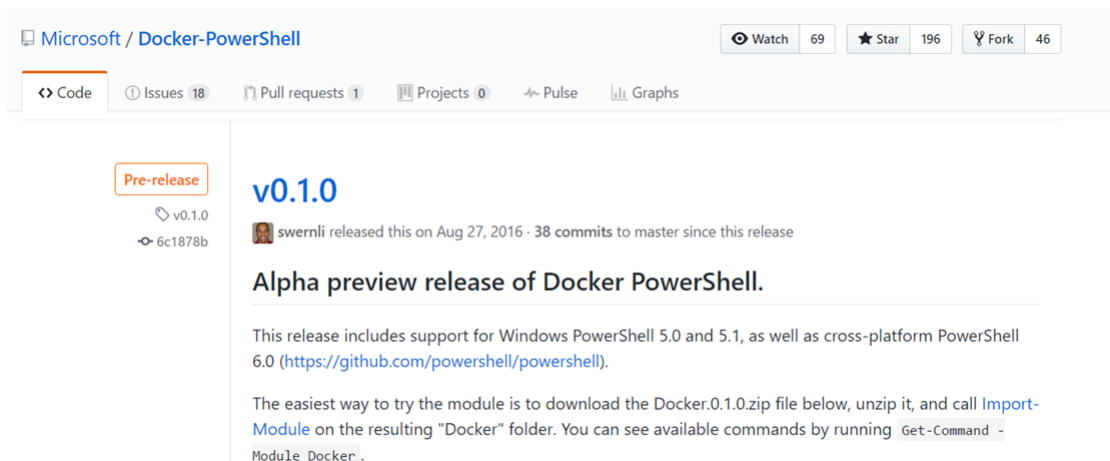 Microsoft / Docker-PowerShell
Watch 69 Star 196 Fork 46
Code Issues 18 Pull requests 1 Projects 0 Pulse Graphs
Pre-release
v0.1.0
6c1878b
v0.1.0
swernli released this on Aug 27, 2016 · 38 commits to master since this release
Alpha preview release of Docker PowerShell.
This release includes support for Windows PowerShell 5.0 and 5.1, as well as cross-platform PowerShell
6.0 (https://github.com/powershell/powershell).
The easiest way to try the module is to download the Docker.0.1.0.zip file below, unzip it, and call Import-
Module on the resulting "Docker" folder. You can see available commands by running Get-Command -
Module Docker.